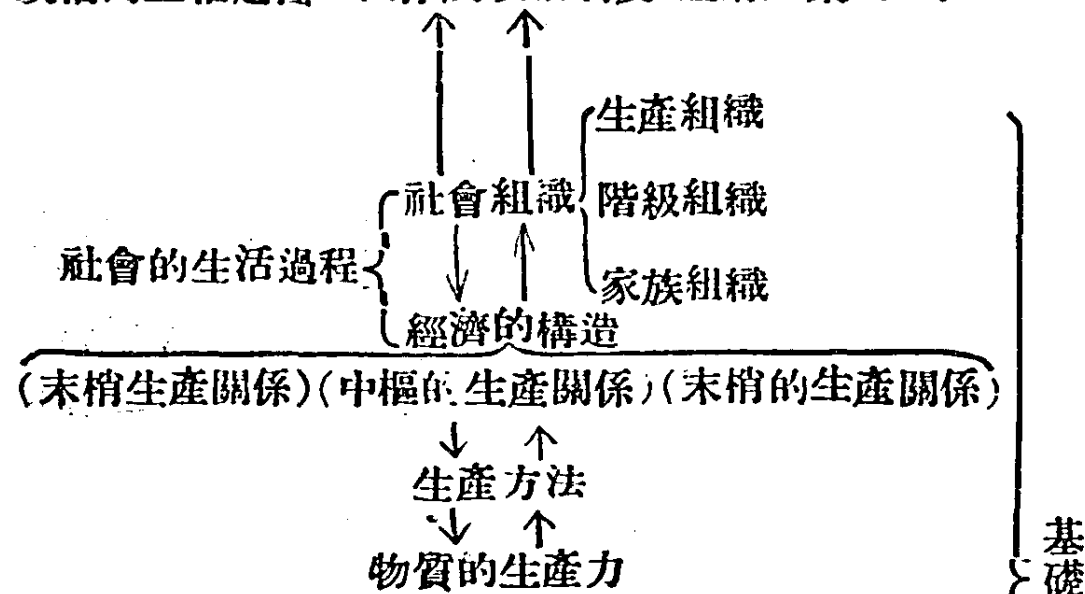 生產組織
社會組織 階級組織
社會的生活過程
家族組織
經濟的構造
(末梢生產關係)(中樞的生產關係)(末梢的生產關係)
生產方法
物質的生產力
基礎